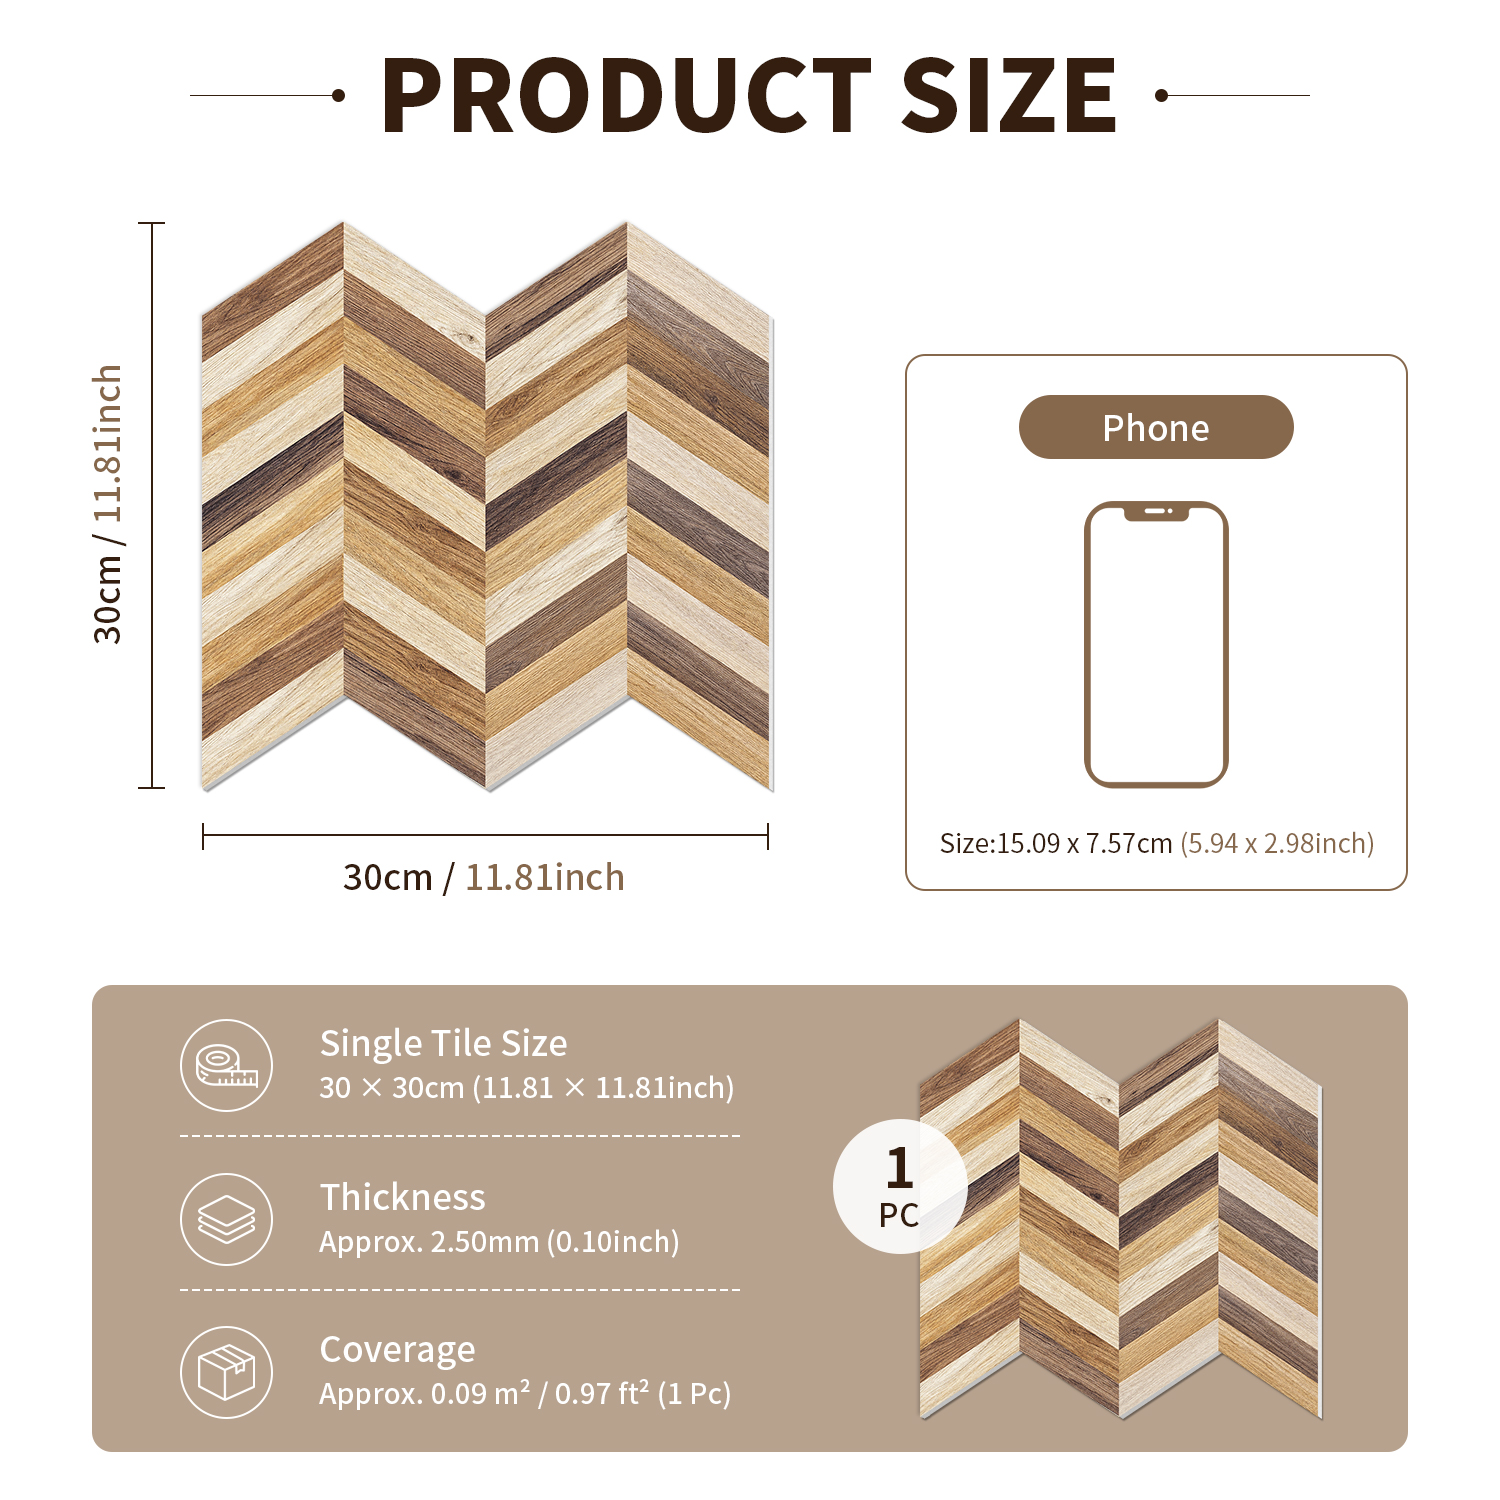 PRODUCT SIZE
30cm / 11.81inch
30cm / 11.81inch
Phone
Size:15.09 x 7.57cm (5.94 x 2.98inch)
Single Tile Size
30 × 30cm (11.81 × 11.81inch)
Thickness
Approx. 2.50mm (0.10inch)
Coverage
Approx. 0.09 m² / 0.97 ft² (1 Pc)
1
PC